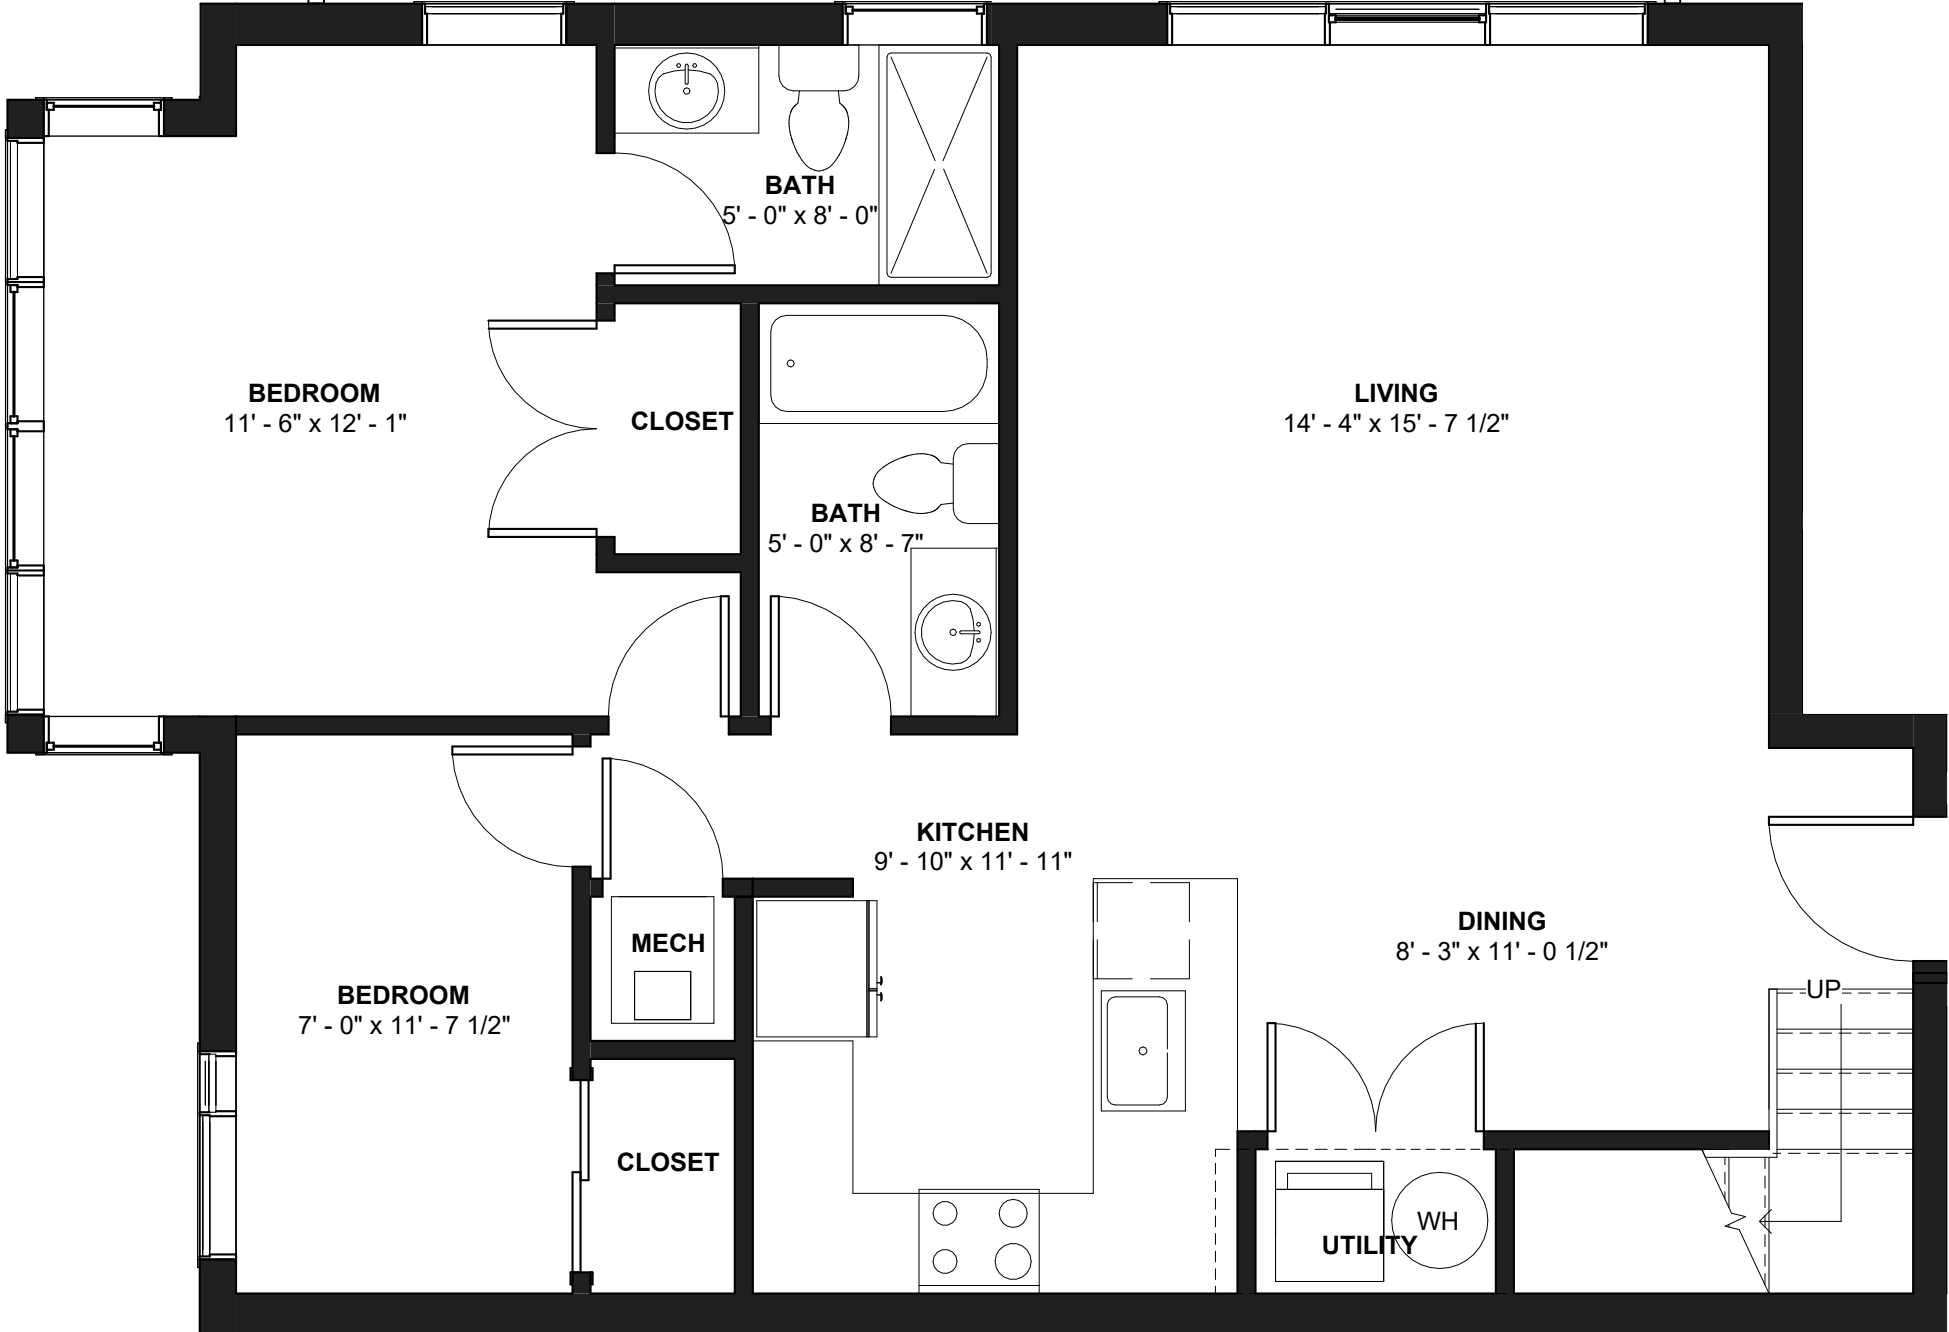 BATH
5' - 0" x 8' - 0"
BEDROOM
11' - 6" x 12' - 1"
CLOSET
LIVING
14' - 4" x 15' - 7 1/2"
BATH
5' - 0" x 8' - 7"
KITCHEN
9' - 10" x 11' - 11"
DINING
8' - 3" x 11' - 0 1/2"
MECH
BEDROOM
7' - 0" x 11' - 7 1/2"
UP
CLOSET
WH
UTILITY